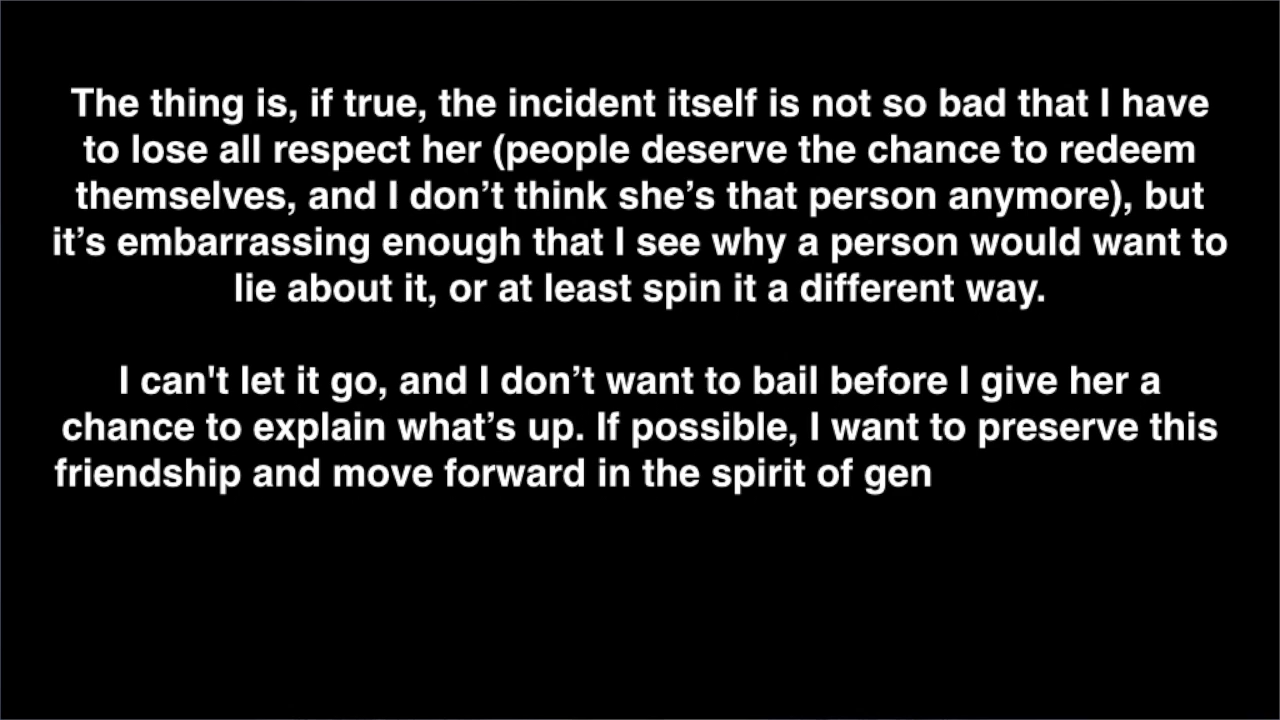 The thing is, if true, the incident itself is not so bad that I have
to lose all respect her (people deserve the chance to redeem
themselves, and I don’t think she’s that person anymore), but
it’s embarrassing enough that I see why a person would want to
lie about it, or at least spin it a different way.
I can't let it go, and I don’t want to bail before I give her a
chance to explain what’s up. If possible, I want to preserve this
friendship and move forward in the spirit of gen